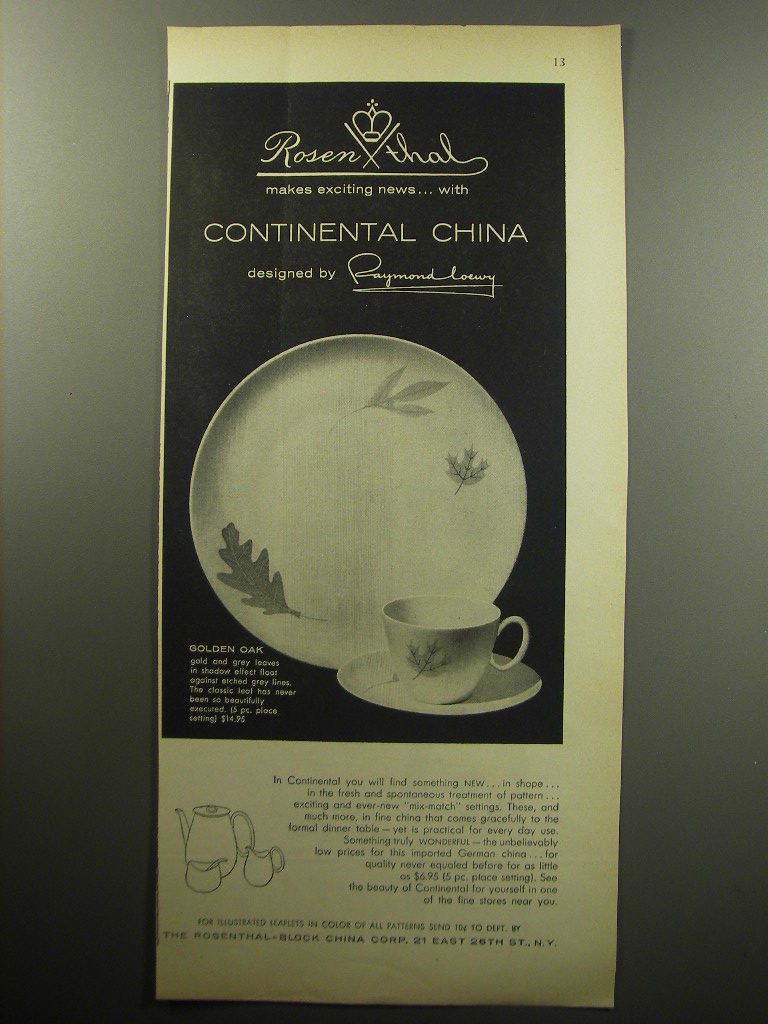 13
Rosenthal
makes exciting news... with
CONTINENTAL CHINA
designed by Raymond Loewy
GOLDEN OAK
gold and grey leaves
in shadow effect float
against etched grey lines.
The classic leaf has never
been so beautifully
executed. (5 pc. place
setting) $14.95
In Continental you will find something NEW...in shape...
in the fresh and spontaneous treatment of pattern...
exciting and ever-new "mix-match" settings. These, and
much more, in fine china that comes gracefully to the
formal dinner table—yet is practical for every day use.
Something truly WONDERFUL—the unbelievably
low prices for this imported German china...for
quality never equaled before for as little
as $6.95 (5 pc. place setting). See
the beauty of Continental for yourself in one
of the fine stores near you.
FOR ILLUSTRATED LEAFLETS IN COLOR OF ALL PATTERNS SEND 10¢ TO DEPT. BY
THE ROSENTHAL-BLOCK CHINA CORP. 21 EAST 26TH ST., N.Y.